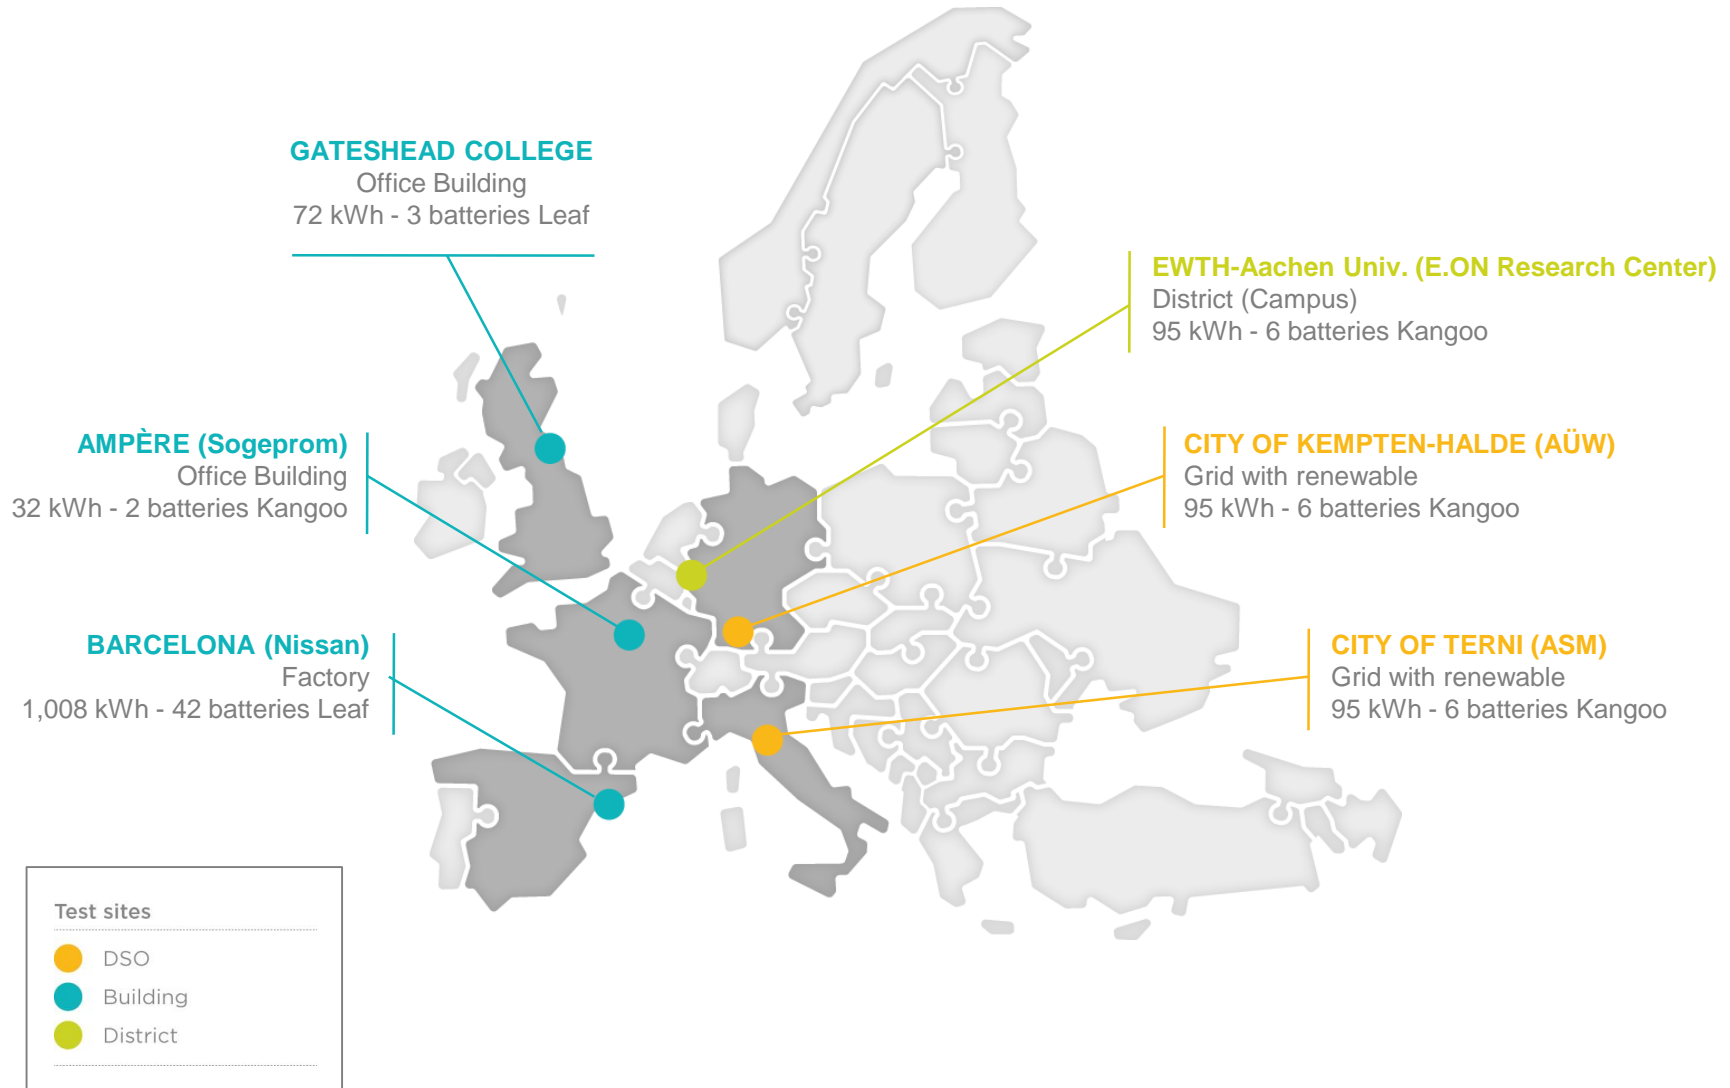 GATESHEAD COLLEGE
Office Building
72 kWh - 3 batteries Leaf
EWTH-Aachen Univ. (E.ON Research Center)
District (Campus)
95 kWh - 6 batteries Kangoo
AMPÈRE (Sogeprom)
Office Building
32 kWh - 2 batteries Kangoo
CITY OF KEMPTEN-HALDE (AÜW)
Grid with renewable
95 kWh - 6 batteries Kangoo
BARCELONA (Nissan)
Factory
1,008 kWh - 42 batteries Leaf
CITY OF TERNI (ASM)
Grid with renewable
95 kWh - 6 batteries Kangoo
Test sites
DSO
Building
District